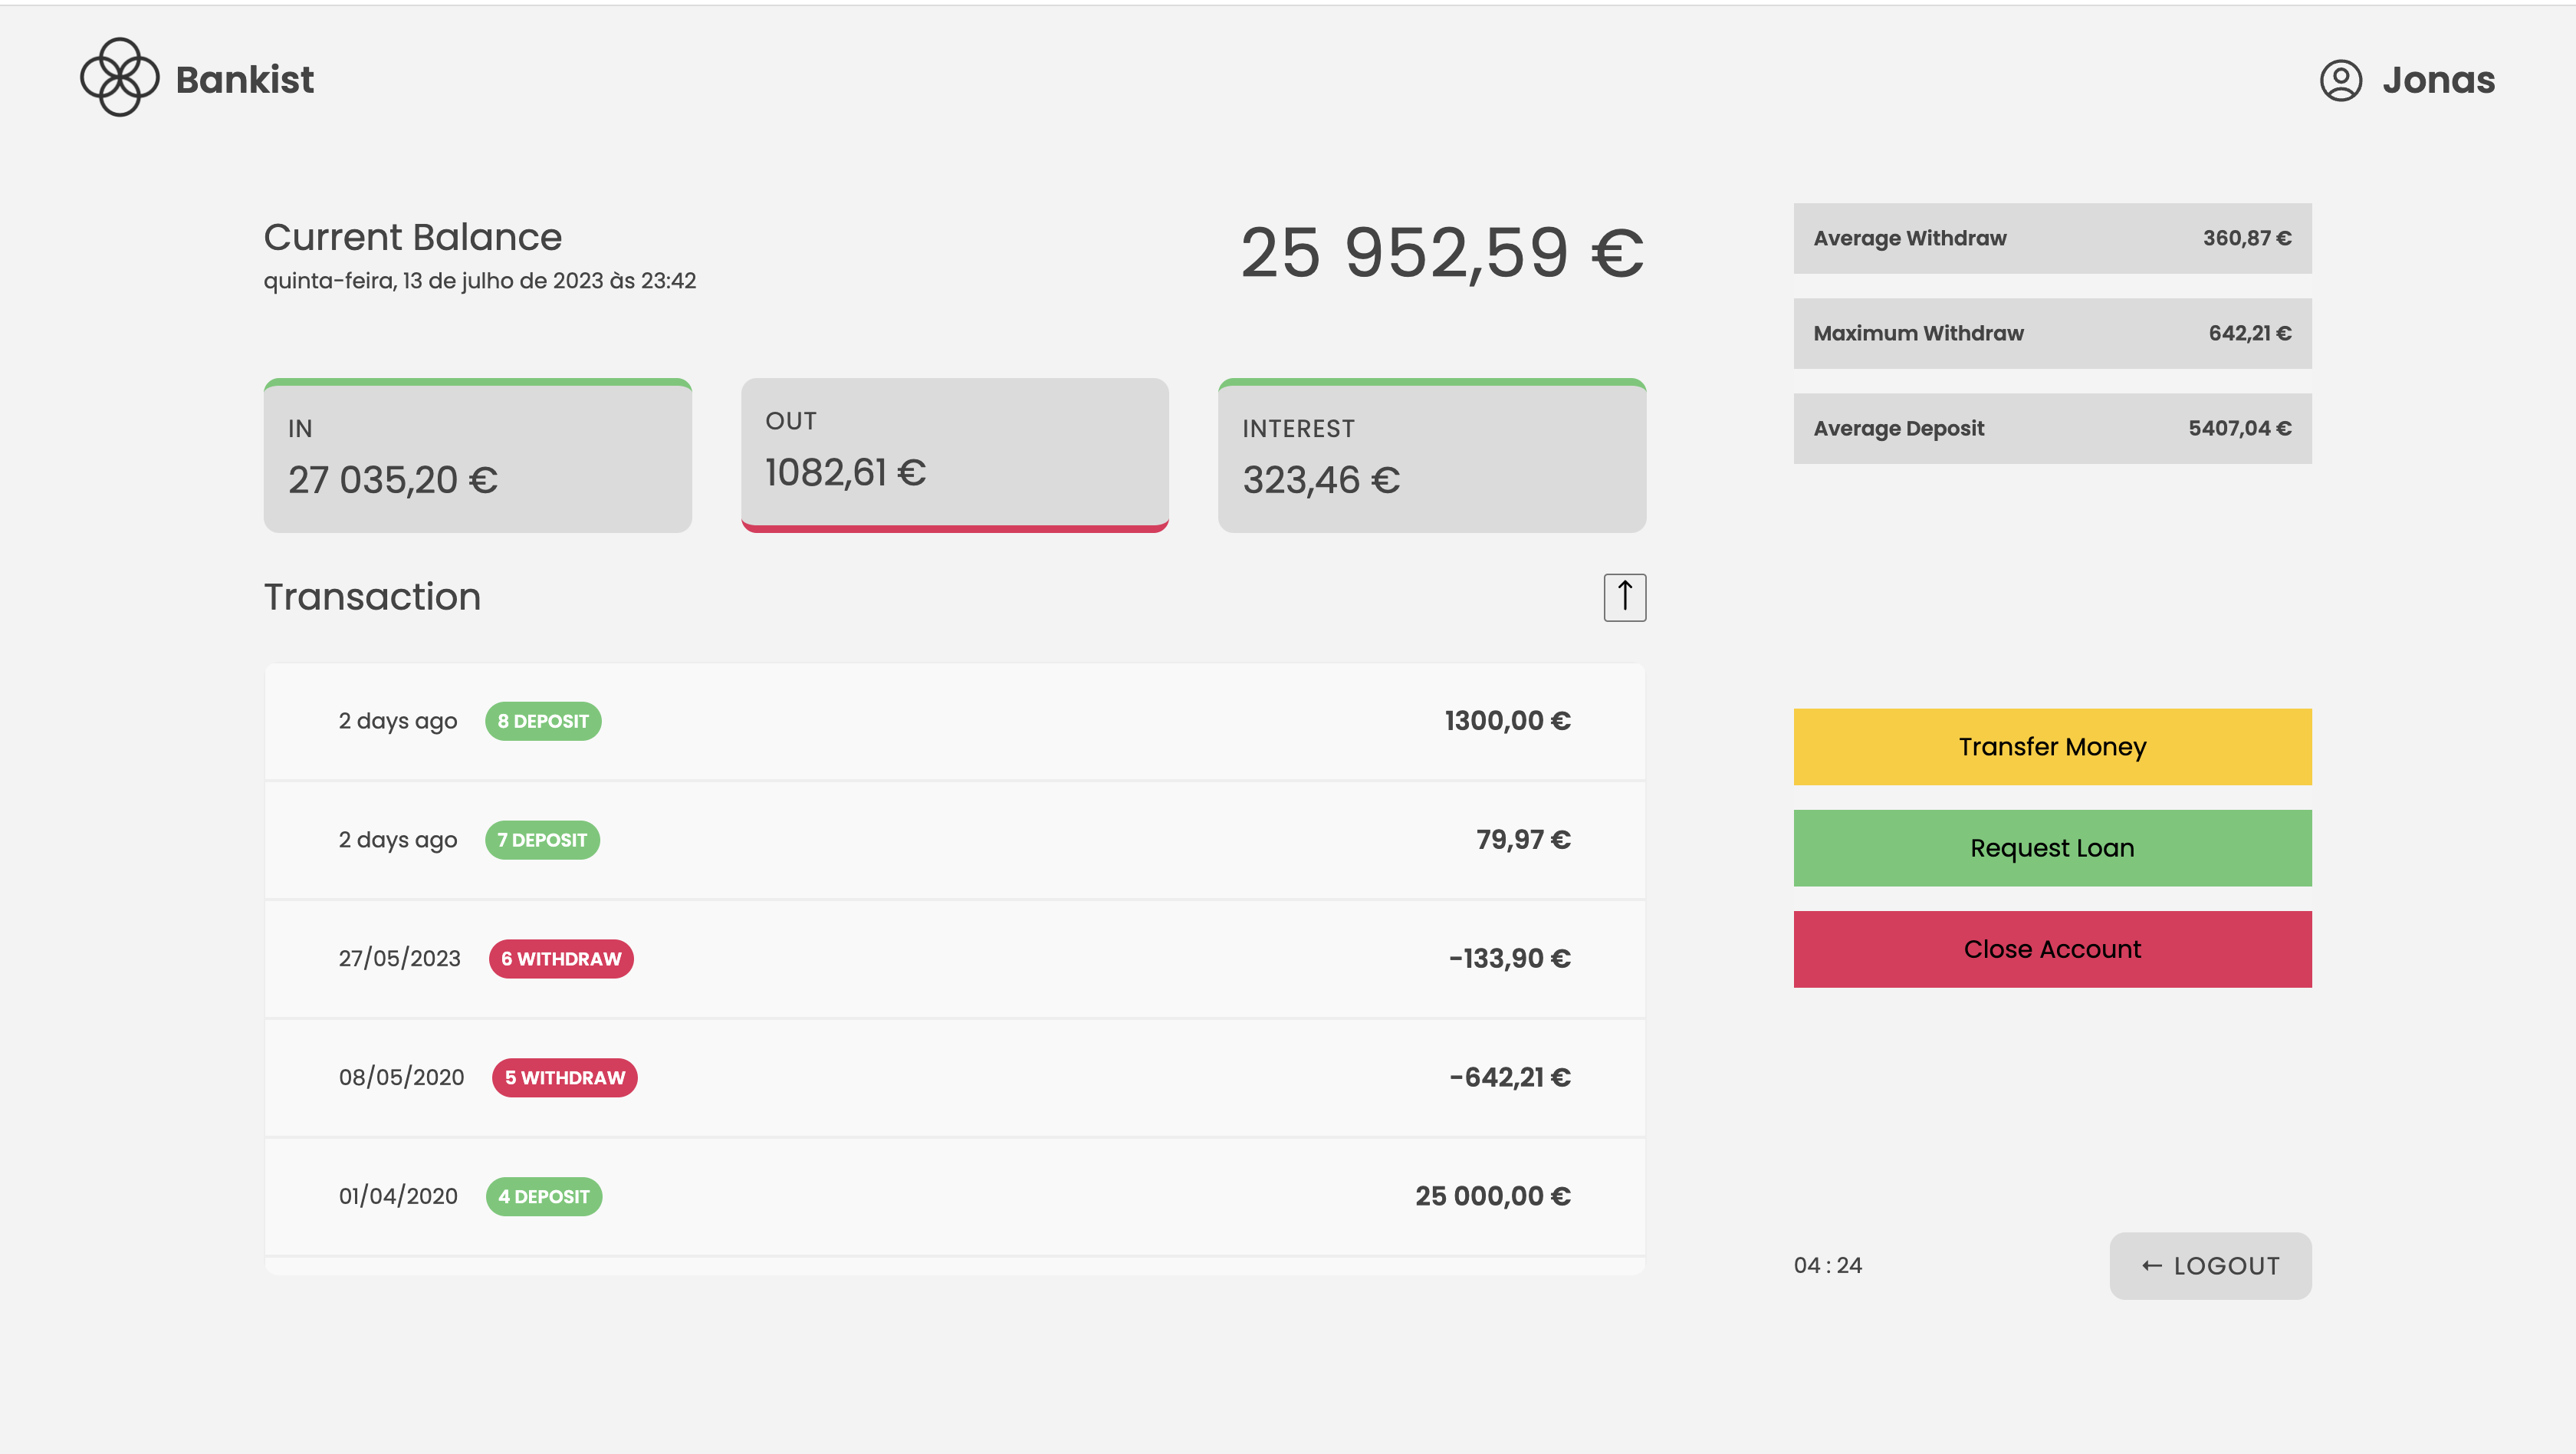 Bankist
Jonas
Current Balance
quinta-feira, 13 de julho de 2023 às 23:42
25 952,59 €
IN
27 035,20 €
OUT
1082,61 €
INTEREST
323,46 €
Transaction
↑
2 days ago 8 DEPOSIT 1300,00 €
2 days ago 7 DEPOSIT 79,97 €
27/05/2023 6 WITHDRAW -133,90 €
08/05/2020 5 WITHDRAW -642,21 €
01/04/2020 4 DEPOSIT 25 000,00 €
Average Withdraw 360,87 €
Maximum Withdraw 642,21 €
Average Deposit 5407,04 €
Transfer Money
Request Loan
Close Account
04 : 24
← LOGOUT